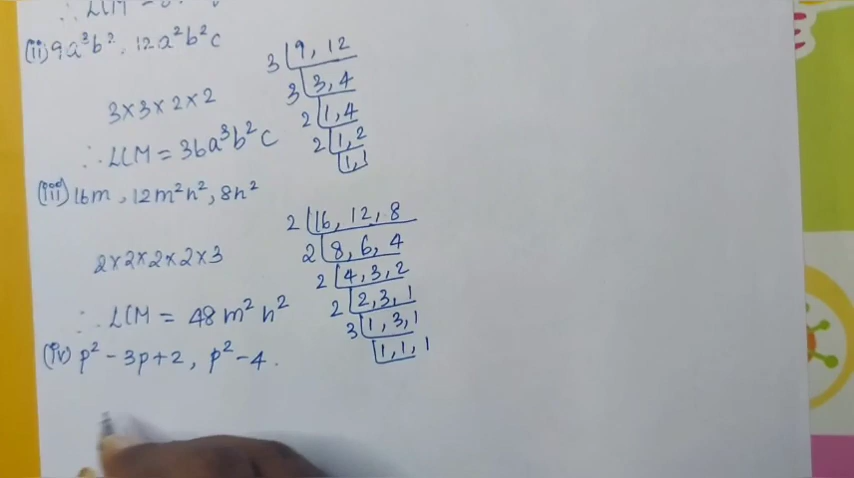 ∴ LCM =
(ii) 9a³b², 12a²b²c
3 | 9, 12
3 | 3, 4
2 | 1, 4
2 | 1, 2
1, 1
3×3×2×2
∴ LCM = 36a³b²c
(iii) 16m, 12m²n², 8n²
2 | 16, 12, 8
2 | 8, 6, 4
2 | 4, 3, 2
2 | 2, 3, 1
3 | 1, 3, 1
1, 1, 1
2×2×2×2×3
∴ LCM = 48m²n²
(iv) p² - 3p+2, p² - 4.